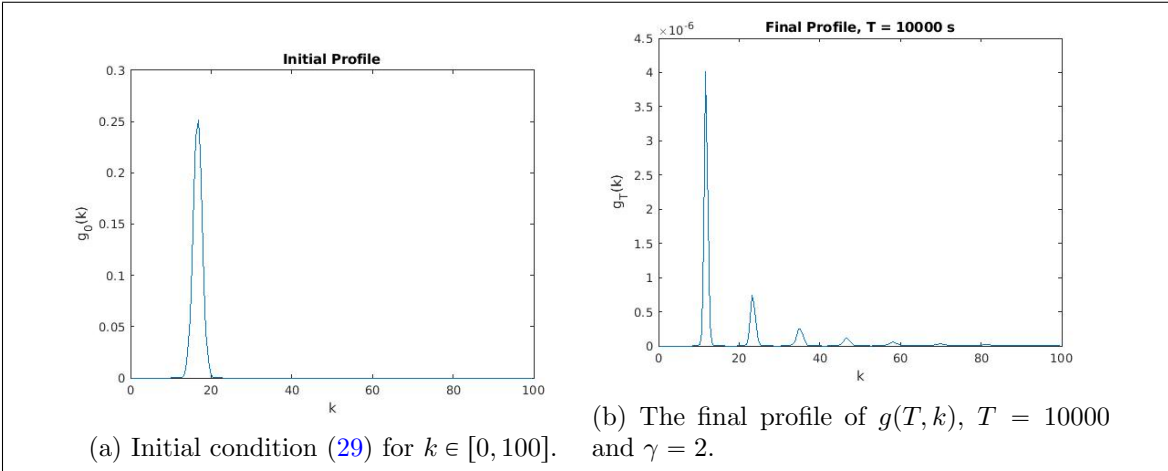 Initial Profile
0.3
0.25
0.2
0.15
0.1
0.05
0
g₀(k)
0 20 40 60 80 100
k
(a) Initial condition (29) for k ∈ [0, 100].
×10⁻⁶
Final Profile, T = 10000 s
4.5
4
3.5
3
2.5
2
1.5
1
0.5
0
g_T(k)
0 20 40 60 80 100
k
(b) The final profile of g(T, k), T = 10000
and γ = 2.